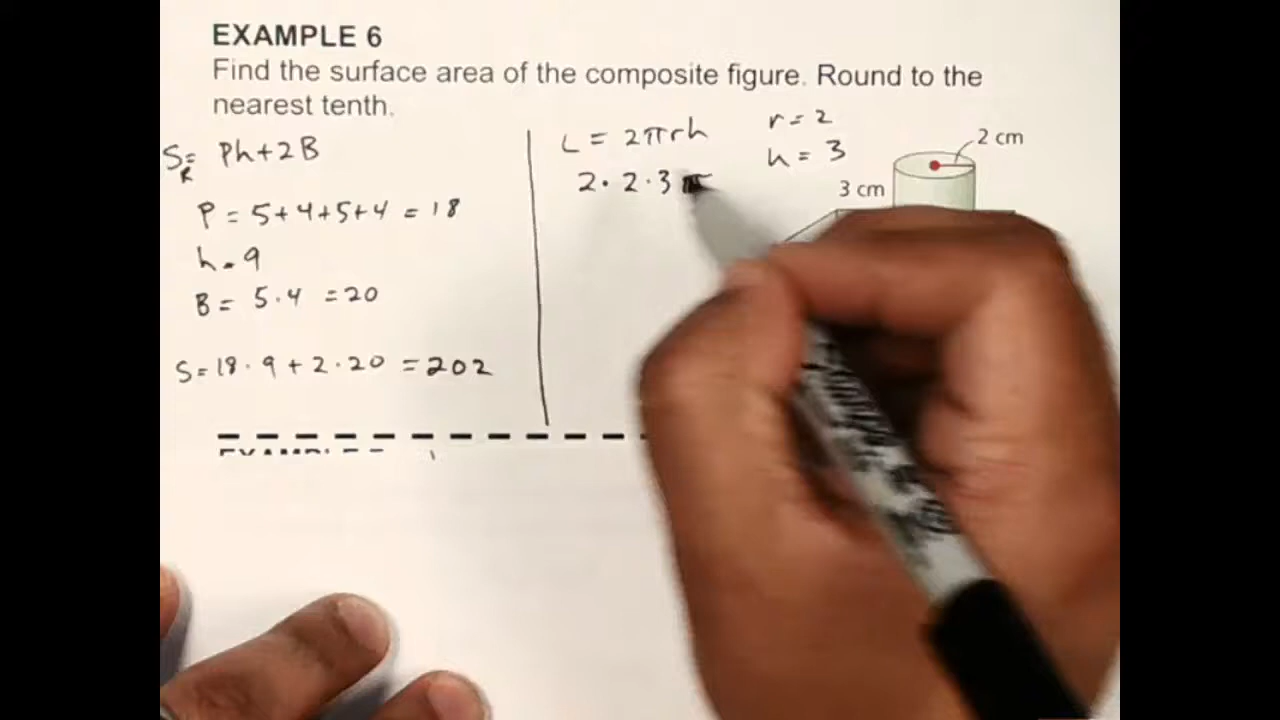 EXAMPLE 6
Find the surface area of the composite figure. Round to the
nearest tenth.
S_R = Ph+2B
P = 5+4+5+4 = 18
h = 9
B = 5.4 = 20
S = 18.9 + 2.20 = 202
L = 2πrh
2.2.3
r = 2
h = 3
2 cm
3 cm